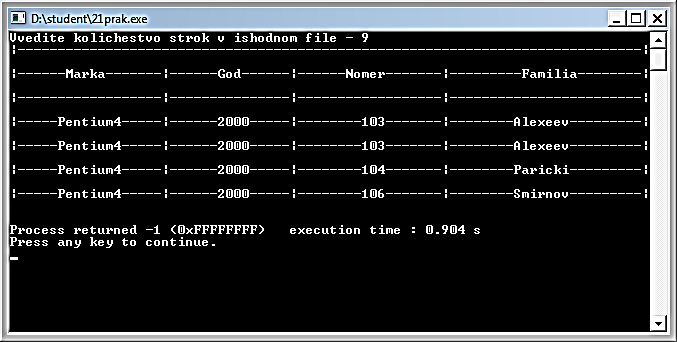 D:\student\21prak.exe
Vvedite kolichestvo strok v ishodnom file - 9
¦--------------------¦-----------------¦------------------¦------------------------¦
¦------Marka-------¦-------God------¦------Nomer-------¦---------Familia--------¦
¦------------------¦----------------¦------------------¦------------------------¦
¦-----Pentium4-----¦-------2000-----¦--------103-------¦--------Alexeev---------¦
¦-----Pentium4-----¦-------2000-----¦--------103-------¦--------Alexeev---------¦
¦-----Pentium4-----¦-------2000-----¦--------104-------¦--------Paricki---------¦
¦-----Pentium4-----¦-------2000-----¦--------106-------¦--------Smirnov---------¦
Process returned -1 (0xFFFFFFFF)   execution time : 0.904 s
Press any key to continue.